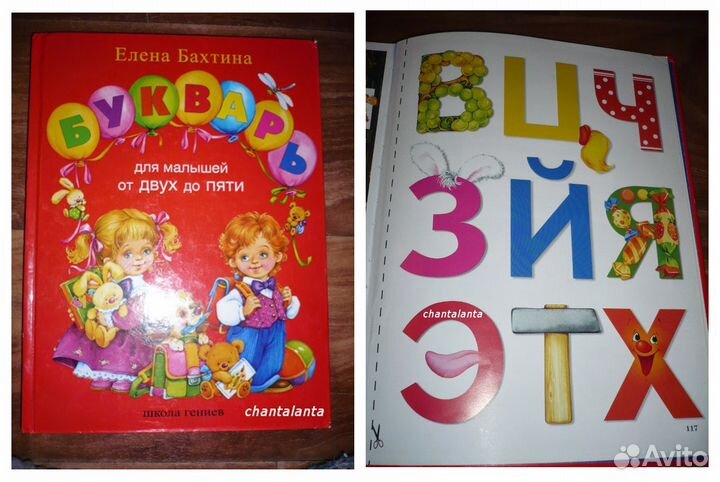 Елена Бахтина
БУКВАРЬ
для малышей
от двух до пяти
школа гениев
chantalanta
В Ц Ч
З Й Я
chantalanta
Э Т Х
117
Avito